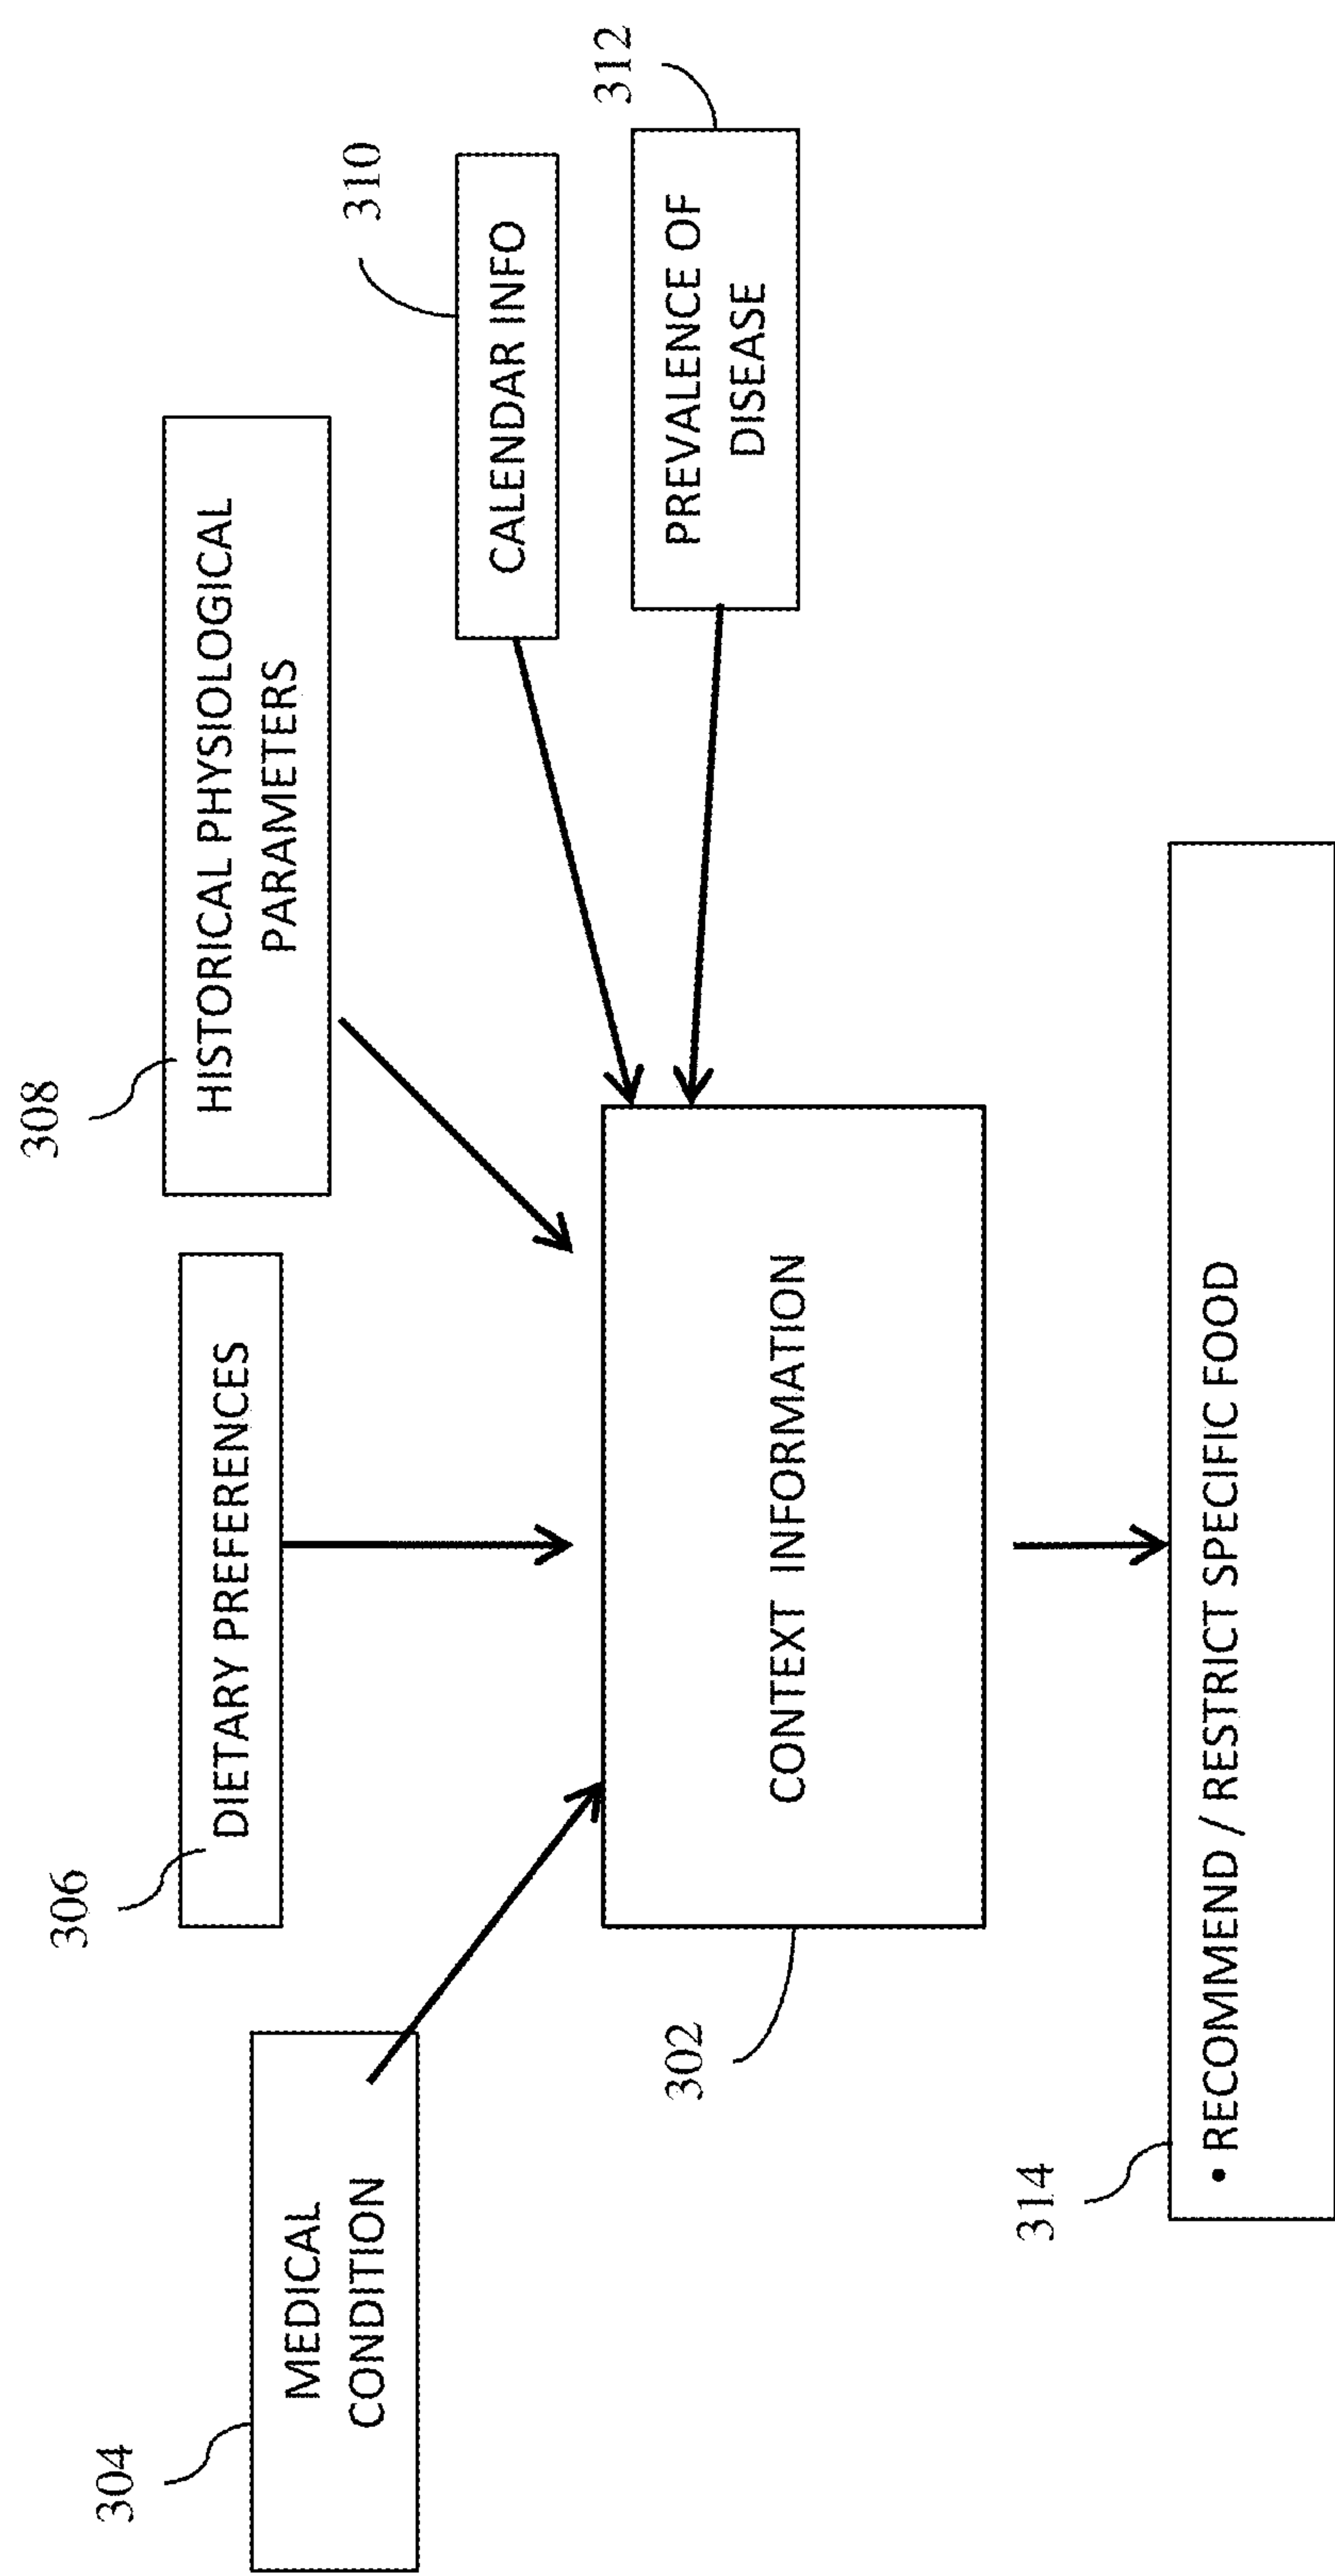 308
HISTORICAL PHYSIOLOGICAL
PARAMETERS
306
DIETARY PREFERENCES
304
MEDICAL
CONDITION
310
CALENDAR INFO
312
PREVALENCE OF
DISEASE
CONTEXT INFORMATION
302
314
• RECOMMEND / RESTRICT SPECIFIC FOOD